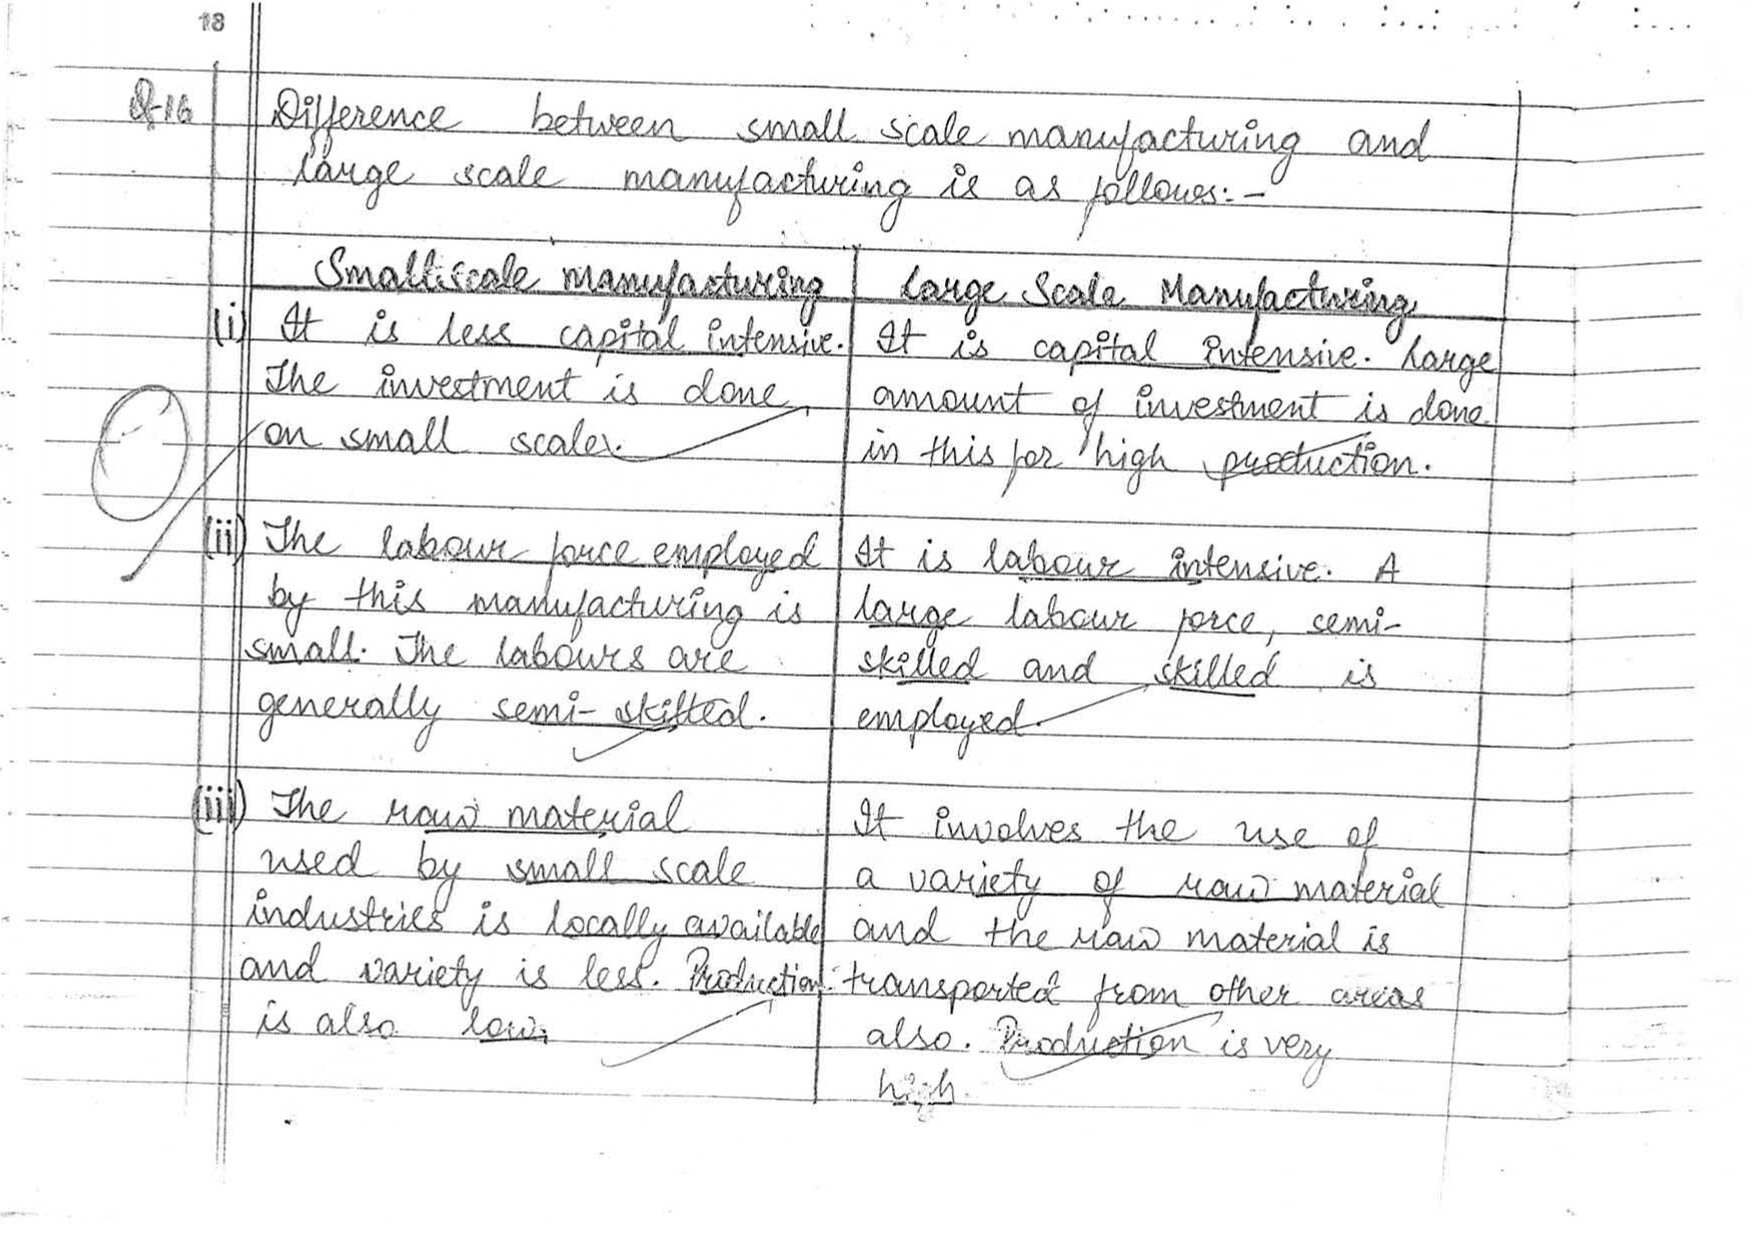 18
Q-16
Difference between small scale manufacturing and
large scale manufacturing is as follows:-
Small scale manufacturing
(i) It is less capital intensive.
The investment is done
on small scale.
(ii) The labour force employed
by this manufacturing is
small. The labours are
generally semi-skilled.
(iii) The raw material
used by small scale
industries is locally available
and variety is less. Production
is also low.
Large Scale Manufacturing
It is capital intensive. Large
amount of investment is done
in this for high production.
It is labour intensive. A
large labour force, semi-
skilled and skilled is
employed.
It involves the use of
a variety of raw material
and the raw material is
transported from other areas
also. Production is very
high.